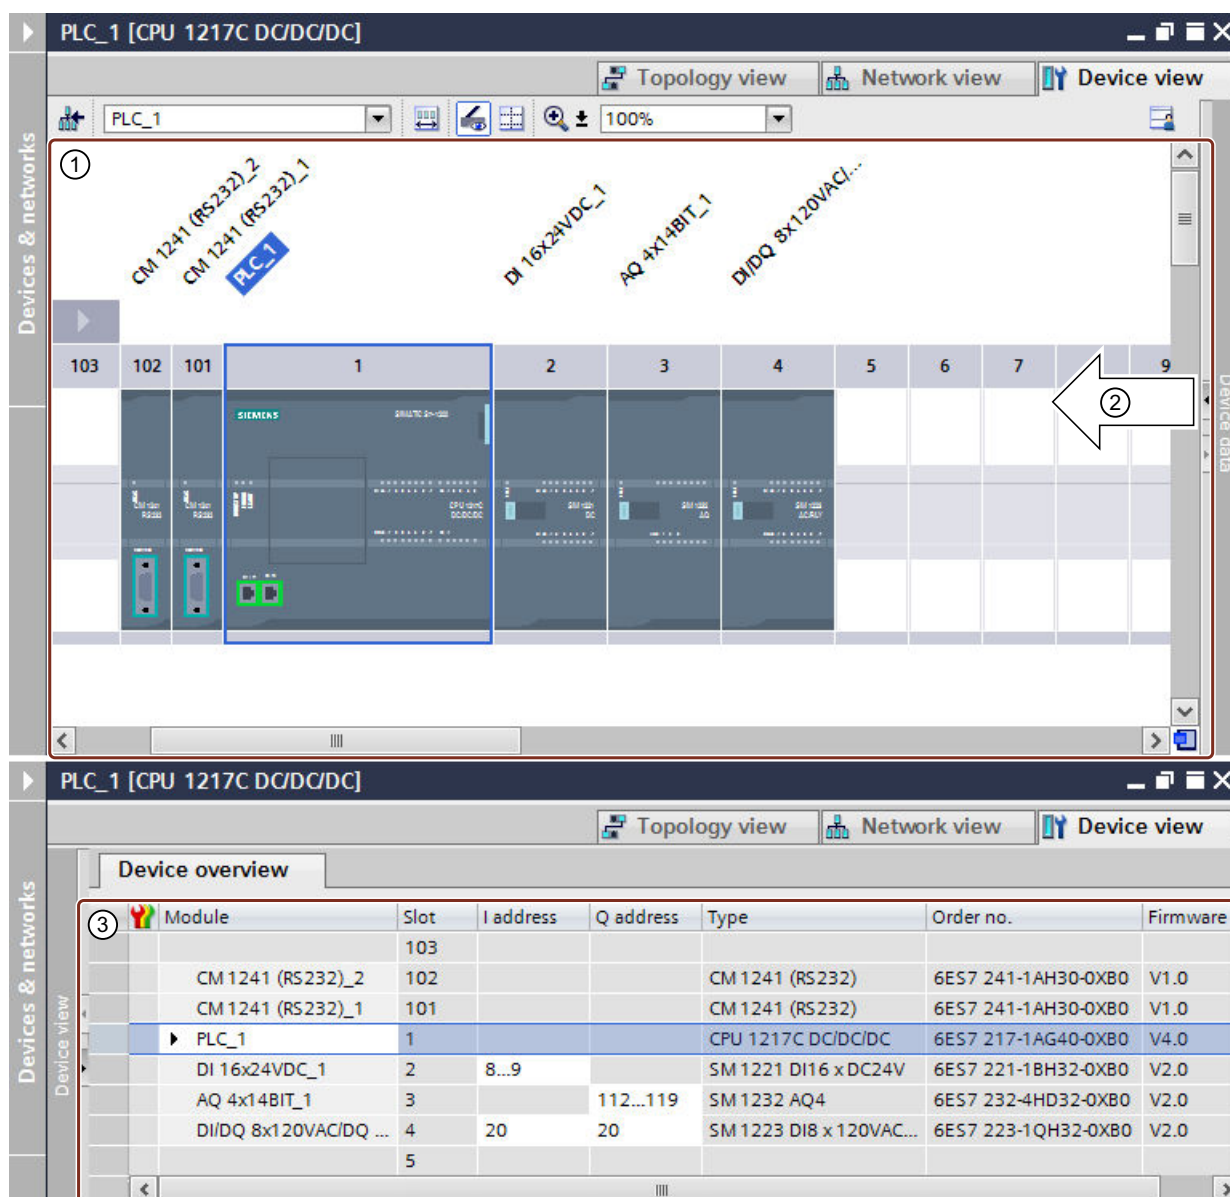 PLC_1 [CPU 1217C DC/DC/DC]
Topology view
Network view
Device view
PLC_1
100%
Devices & networks
1
CM 1241 (RS232)_2
CM 1241 (RS232)_1
PLC_1
DI 16x24VDC_1
AQ 4x14BIT_1
DI/DQ 8x120VAC/...
103 102 101 1 2 3 4 5 6 7 9
2
Device data
SIEMENS
PLC_1 [CPU 1217C DC/DC/DC]
Topology view
Network view
Device view
Devices & networks
Device view
Device overview
3
Module Slot I address Q address Type Order no. Firmware
103
CM 1241 (RS232)_2 102 CM 1241 (RS232) 6ES7 241-1AH30-0XB0 V1.0
CM 1241 (RS232)_1 101 CM 1241 (RS232) 6ES7 241-1AH30-0XB0 V1.0
PLC_1 1 CPU 1217C DC/DC/DC 6ES7 217-1AG40-0XB0 V4.0
DI 16x24VDC_1 2 8...9 SM 1221 DI16 x DC24V 6ES7 221-1BH32-0XB0 V2.0
AQ 4x14BIT_1 3 112...119 SM 1232 AQ4 6ES7 232-4HD32-0XB0 V2.0
DI/DQ 8x120VAC/DQ ... 4 20 20 SM 1223 DI8 x 120VAC... 6ES7 223-1QH32-0XB0 V2.0
5